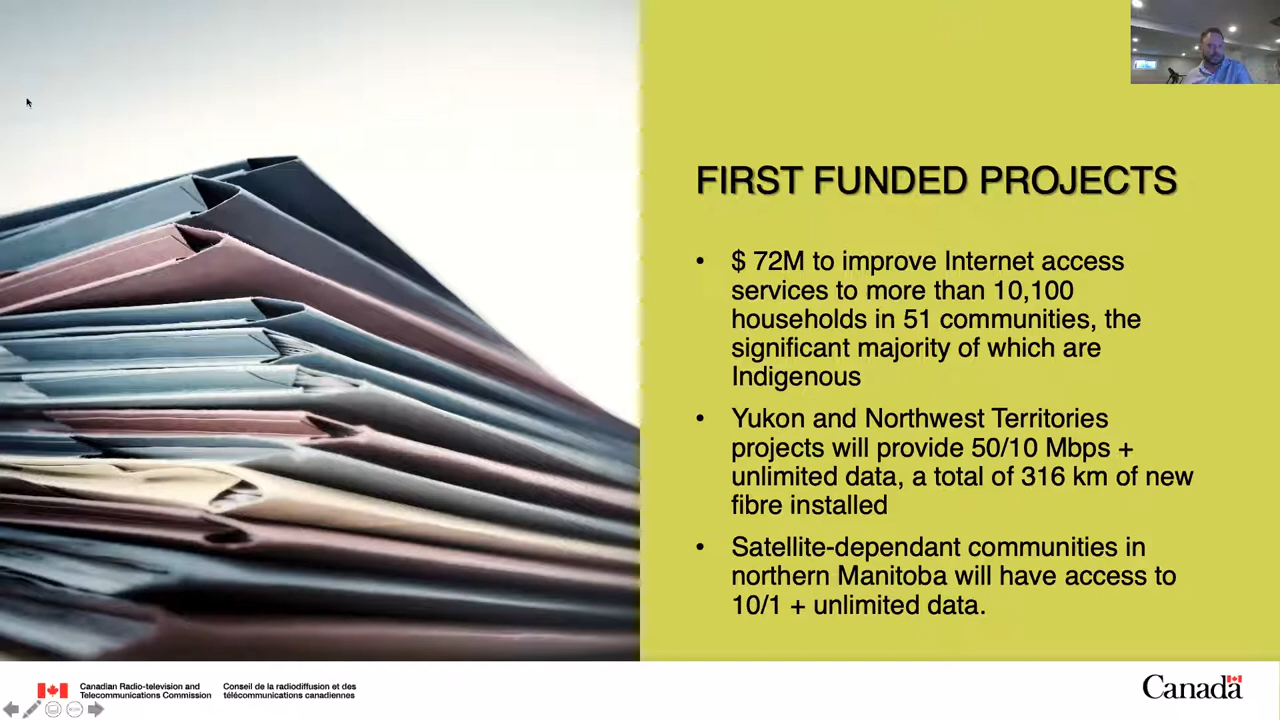 FIRST FUNDED PROJECTS
• $ 72M to improve Internet access
services to more than 10,100
households in 51 communities, the
significant majority of which are
Indigenous
• Yukon and Northwest Territories
projects will provide 50/10 Mbps +
unlimited data, a total of 316 km of new
fibre installed
• Satellite-dependant communities in
northern Manitoba will have access to
10/1 + unlimited data.
Canadian Radio-television and
Telecommunications Commission
Conseil de la radiodiffusion et des
télécommunications canadiennes
Canada